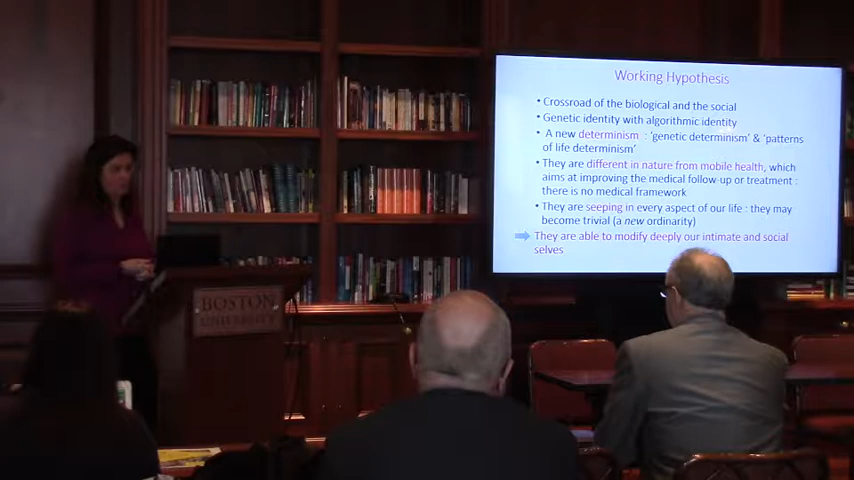 Working Hypothesis
• Crossroad of the biological and the social
• Genetic identity with algorithmic identity
• A new determinism : 'genetic determinism' & 'patterns
of life determinism'
• They are different in nature from mobile health, which
aims at improving the medical follow-up or treatment :
there is no medical framework
• They are seeping in every aspect of our life : they may
become trivial (a new ordinarity)
They are able to modify deeply our intimate and social
selves
BOSTON
UNIVERSITY